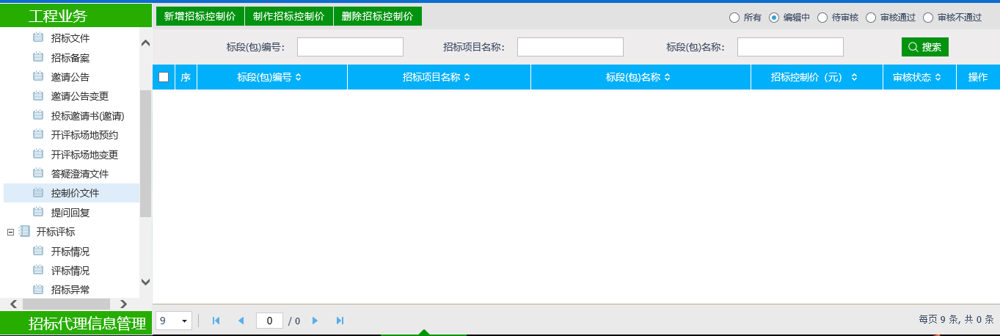 工程业务
招标文件
招标备案
邀请公告
邀请公告变更
投标邀请书(邀请)
开评标场地预约
开评标场地变更
答疑澄清文件
控制价文件
提问回复
开标评标
开标情况
评标情况
招标异常
招标代理信息管理
新增招标控制价 制作招标控制价 删除招标控制价
所有 编辑中 待审核 审核通过 审核不通过
标段(包)编号: 招标项目名称: 标段(包)名称: 搜索
序 标段(包)编号 招标项目名称 标段(包)名称 招标控制价（元） 审核状态 操作
9 0 / 0 每页 9 条, 共 0 条